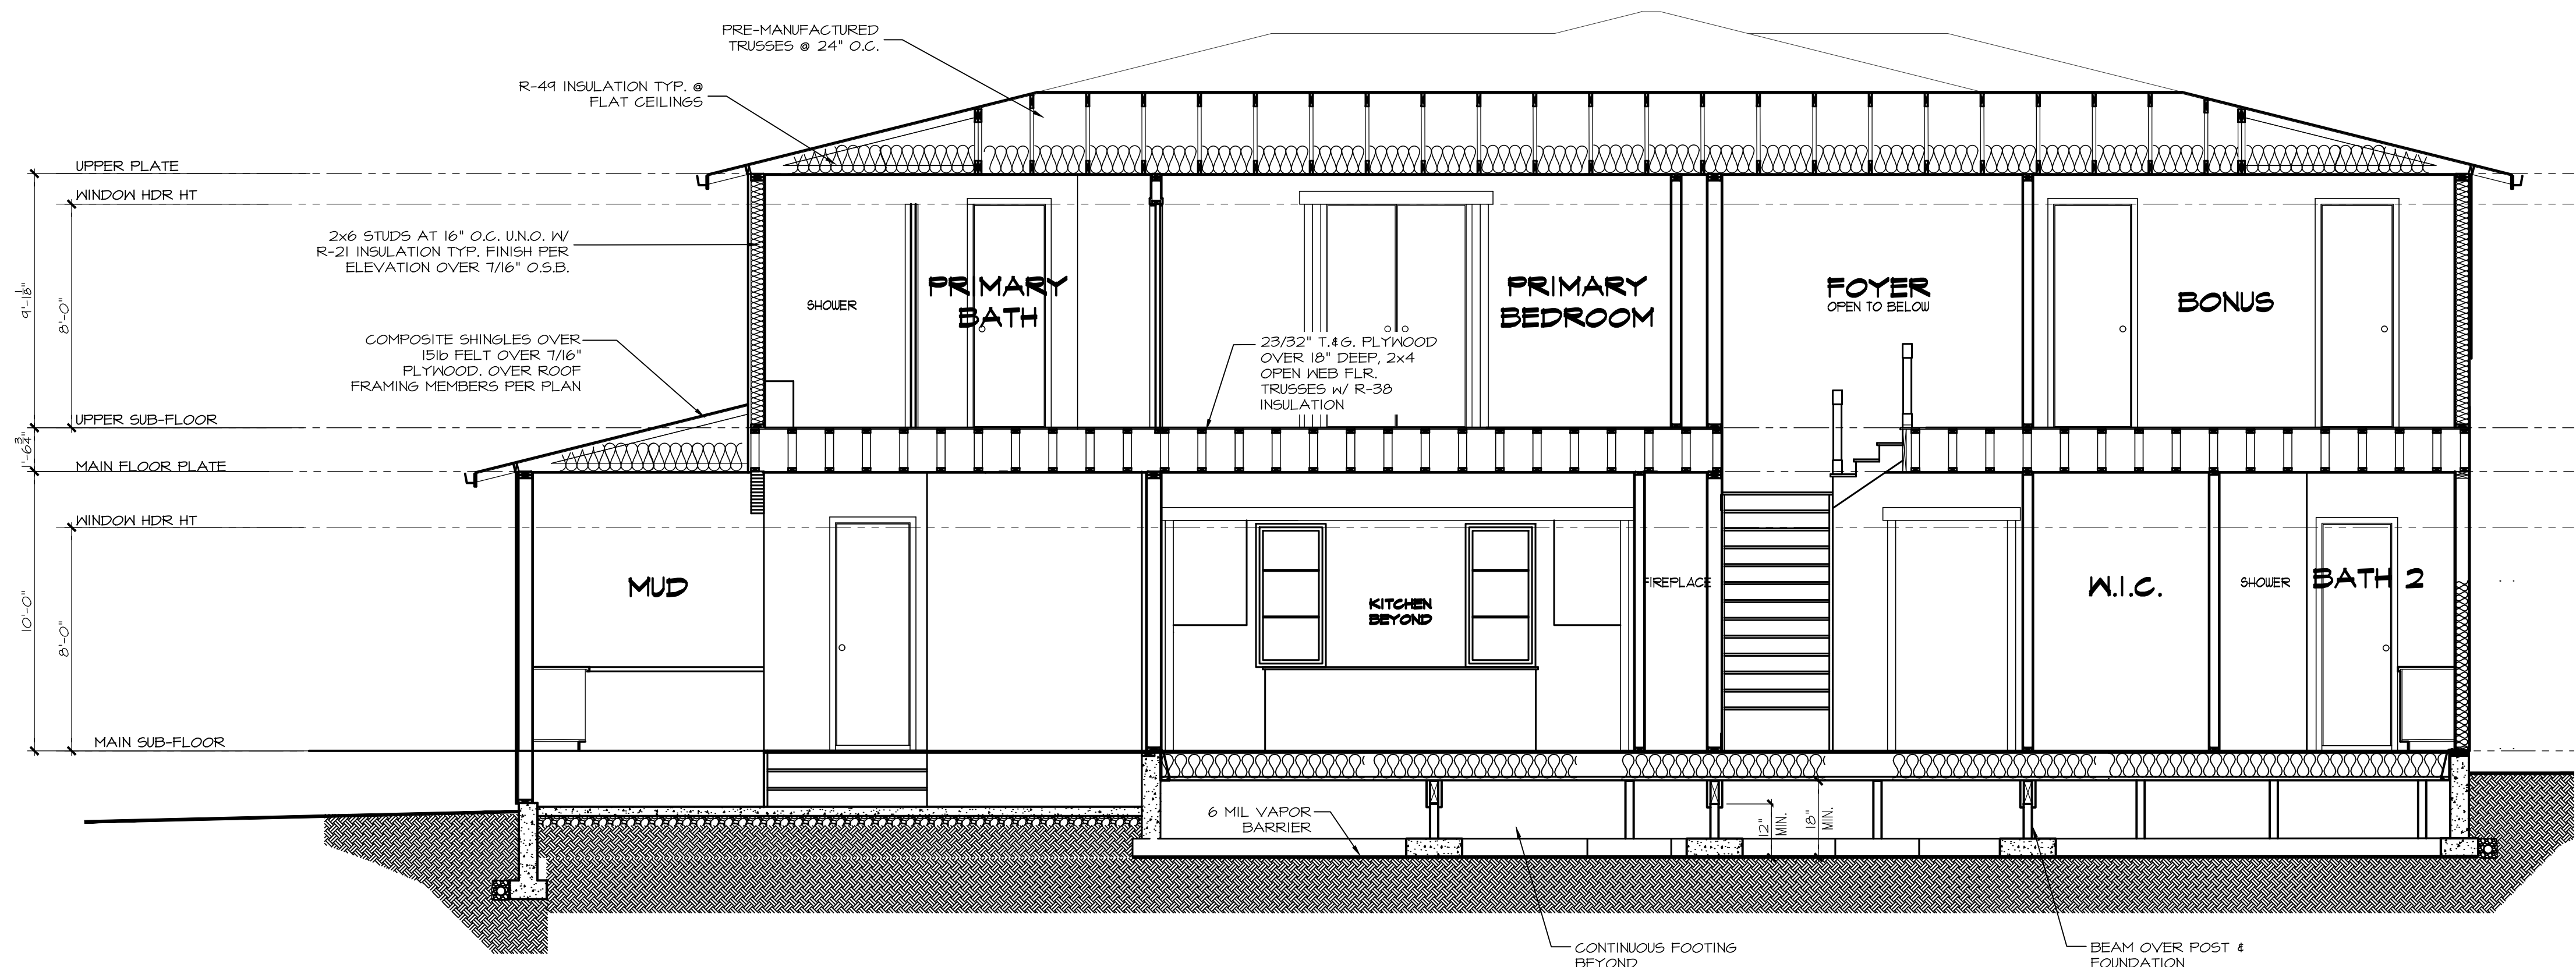 PRE-MANUFACTURED
TRUSSES @ 24" O.C.
R-49 INSULATION TYP. @
FLAT CEILINGS
UPPER PLATE
WINDOW HDR HT
2x6 STUDS AT 16" O.C. U.N.O. W/
R-21 INSULATION TYP. FINISH PER
ELEVATION OVER 7/16" O.S.B.
9'-1 1/8"
8'-0"
SHOWER
PRIMARY
BATH
PRIMARY
BEDROOM
FOYER
OPEN TO BELOW
BONUS
COMPOSITE SHINGLES OVER
15lb FELT OVER 7/16"
PLYWOOD. OVER ROOF
FRAMING MEMBERS PER PLAN
23/32" T.&G. PLYWOOD
OVER 18" DEEP, 2x4
OPEN WEB FLR.
TRUSSES W/ R-38
INSULATION
UPPER SUB-FLOOR
1'-6 3/4"
MAIN FLOOR PLATE
WINDOW HDR HT
10'-0"
8'-0"
MUD
KITCHEN
BEYOND
FIREPLACE
W.I.C.
SHOWER
BATH 2
MAIN SUB-FLOOR
6 MIL VAPOR
BARRIER
12"
MIN.
18"
MIN.
CONTINUOUS FOOTING
BEYOND
BEAM OVER POST &
FOUNDATION